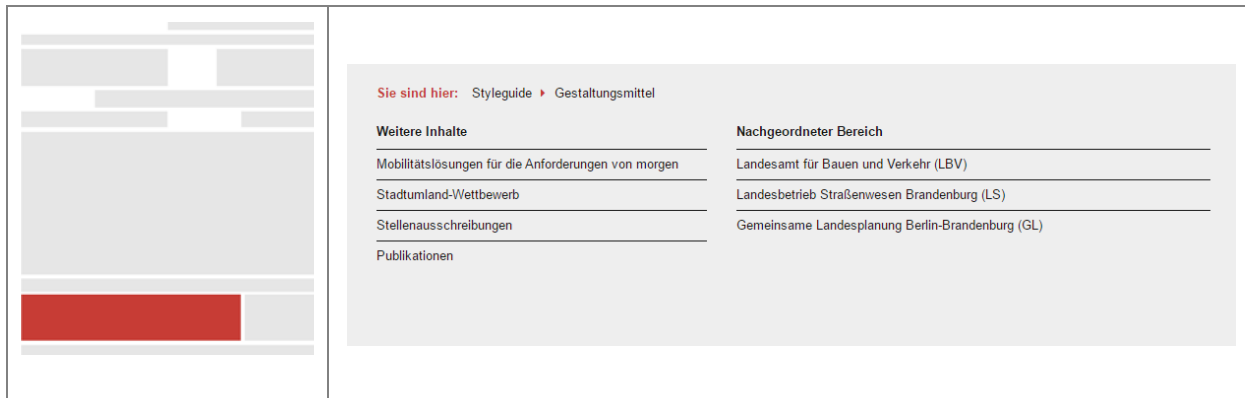 Sie sind hier: Styleguide Gestaltungsmittel
Weitere Inhalte
Mobilitätslösungen für die Anforderungen von morgen
Stadtumland-Wettbewerb
Stellenausschreibungen
Publikationen
Nachgeordneter Bereich
Landesamt für Bauen und Verkehr (LBV)
Landesbetrieb Straßenwesen Brandenburg (LS)
Gemeinsame Landesplanung Berlin-Brandenburg (GL)